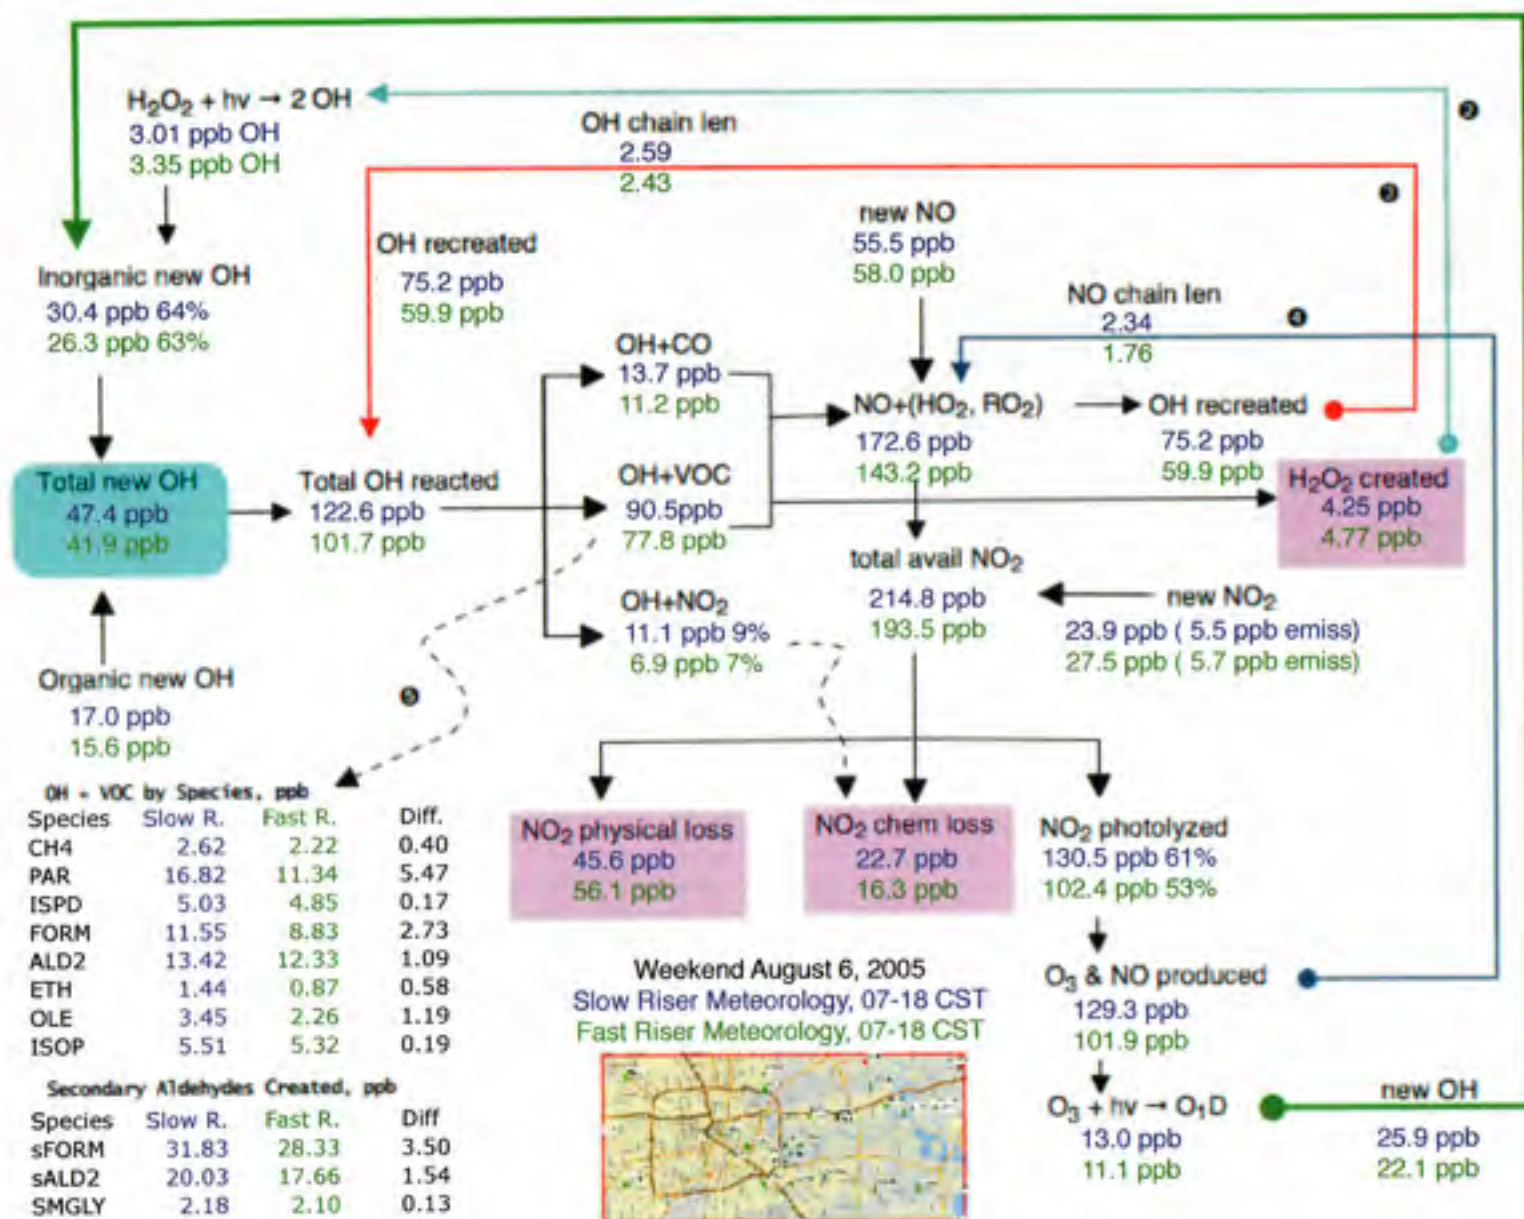 H₂O₂ + hv → 2 OH
3.01 ppb OH
3.35 ppb OH
OH chain len
2.59
2.43
❷
❸
OH recreated
75.2 ppb
59.9 ppb
new NO
55.5 ppb
58.0 ppb
NO chain len
2.34
1.76
❹
Inorganic new OH
30.4 ppb 64%
26.3 ppb 63%
OH+CO
13.7 ppb
11.2 ppb
NO+(HO₂, RO₂)
172.6 ppb
143.2 ppb
OH recreated
75.2 ppb
59.9 ppb
Total new OH
47.4 ppb
41.9 ppb
Total OH reacted
122.6 ppb
101.7 ppb
OH+VOC
90.5ppb
77.8 ppb
H₂O₂ created
4.25 ppb
4.77 ppb
total avail NO₂
214.8 ppb
193.5 ppb
new NO₂
23.9 ppb ( 5.5 ppb emiss)
27.5 ppb ( 5.7 ppb emiss)
OH+NO₂
11.1 ppb 9%
6.9 ppb 7%
Organic new OH
17.0 ppb
15.6 ppb
❺
NO₂ physical loss
45.6 ppb
56.1 ppb
NO₂ chem loss
22.7 ppb
16.3 ppb
NO₂ photolyzed
130.5 ppb 61%
102.4 ppb 53%
O₃ & NO produced
129.3 ppb
101.9 ppb
O₃ + hv → O₁D
13.0 ppb
11.1 ppb
new OH
25.9 ppb
22.1 ppb
OH + VOC by Species, ppb
Species Slow R. Fast R. Diff.
CH4 2.62 2.22 0.40
PAR 16.82 11.34 5.47
ISPD 5.03 4.85 0.17
FORM 11.55 8.83 2.73
ALD2 13.42 12.33 1.09
ETH 1.44 0.87 0.58
OLE 3.45 2.26 1.19
ISOP 5.51 5.32 0.19
Secondary Aldehydes Created, ppb
Species Slow R. Fast R. Diff
sFORM 31.83 28.33 3.50
sALD2 20.03 17.66 1.54
SMGLY 2.18 2.10 0.13
Weekend August 6, 2005
Slow Riser Meteorology, 07-18 CST
Fast Riser Meteorology, 07-18 CST